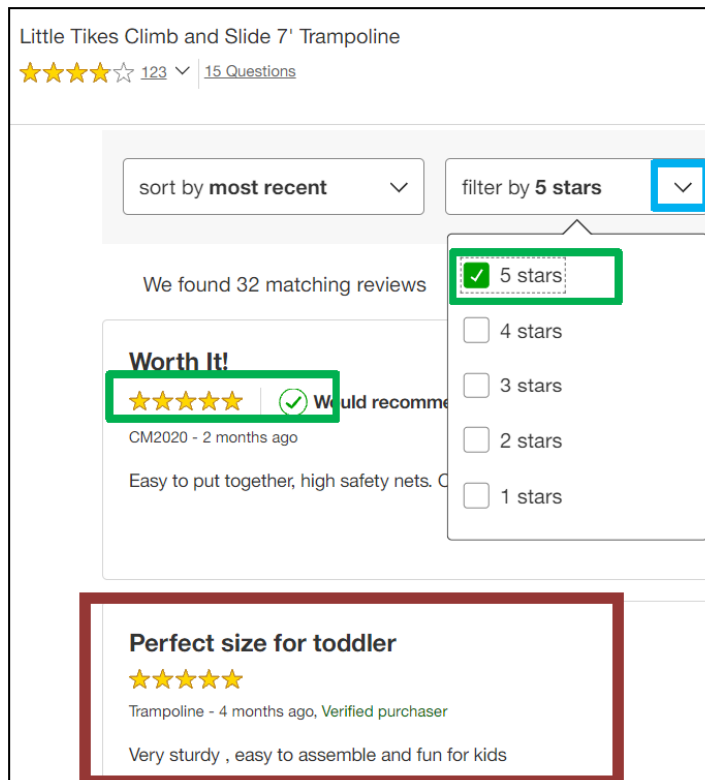 Little Tikes Climb and Slide 7' Trampoline
123 15 Questions
sort by most recent
filter by 5 stars
5 stars
We found 32 matching reviews
4 stars
3 stars
2 stars
1 stars
Worth It!
Would recomme
CM2020 - 2 months ago
Easy to put together, high safety nets.
Perfect size for toddler
Trampoline - 4 months ago, Verified purchaser
Very sturdy , easy to assemble and fun for kids